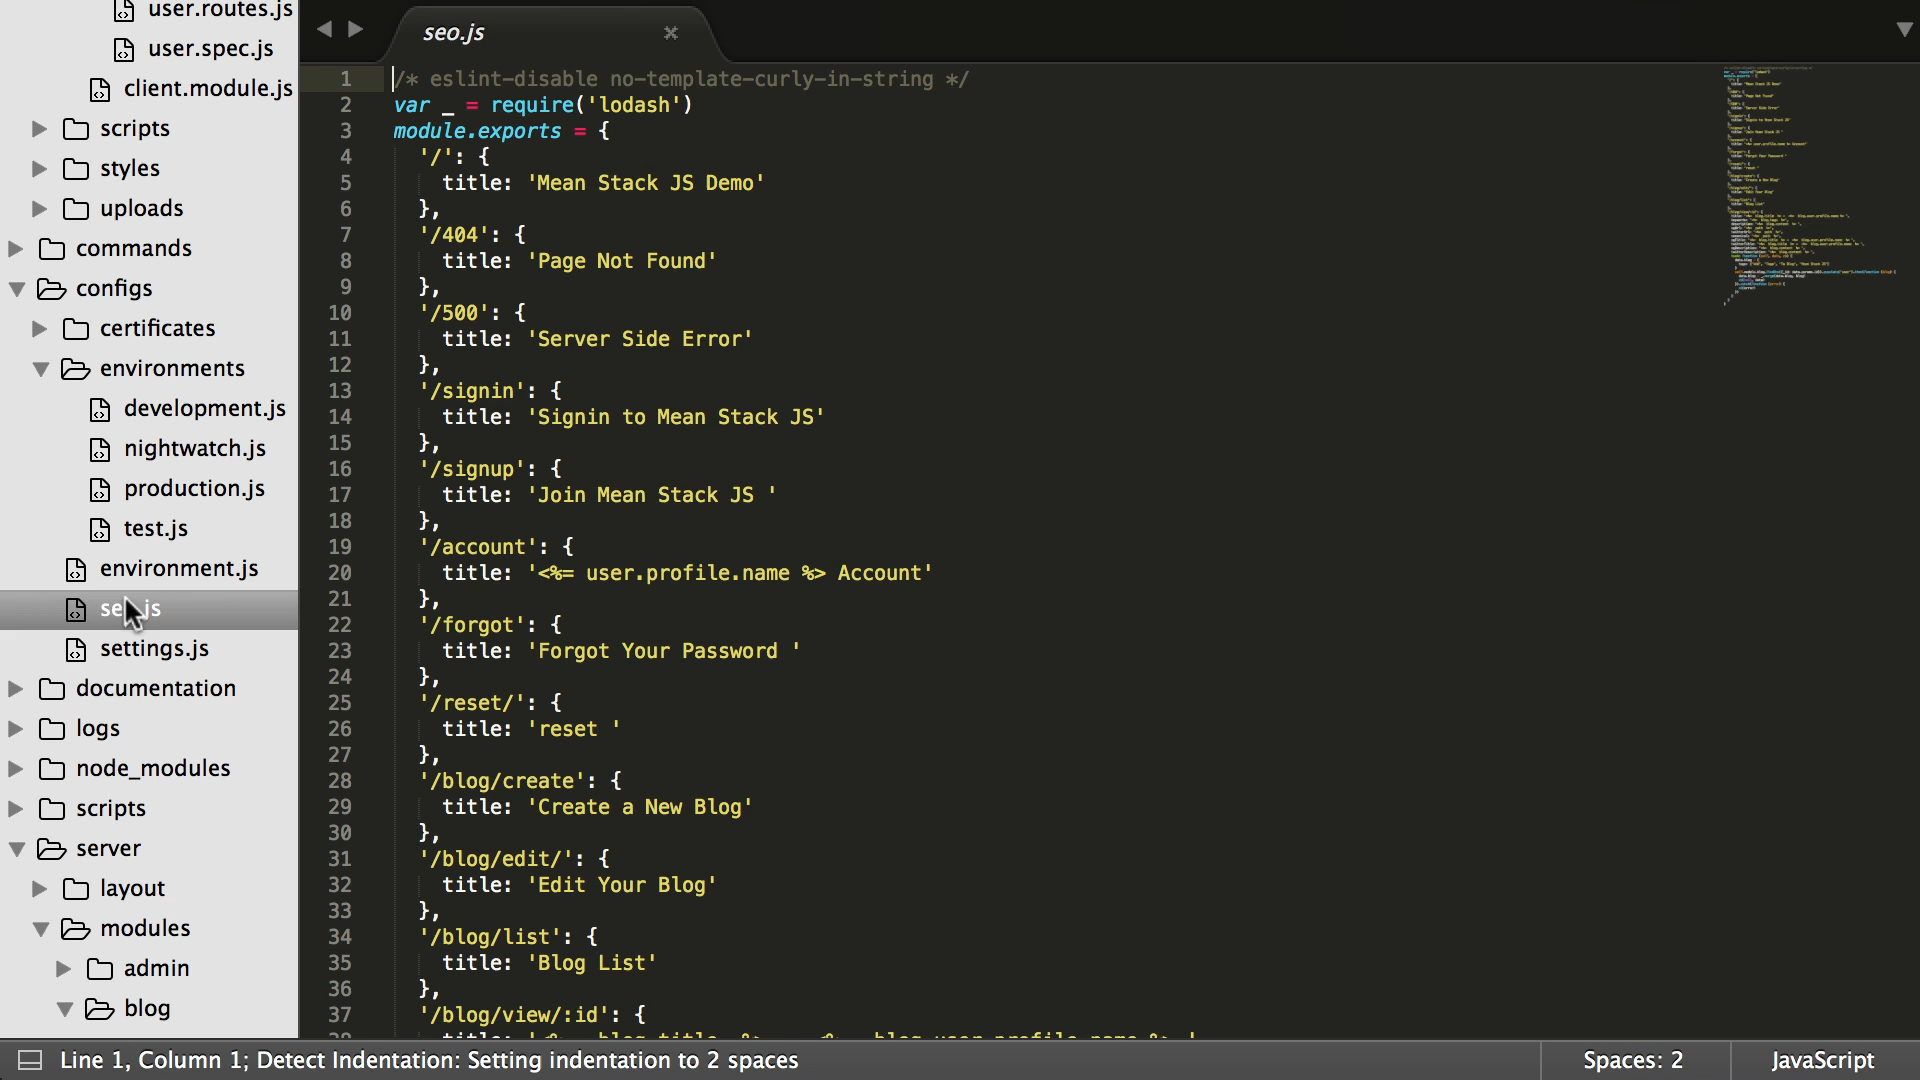 user.routes.js
user.spec.js
client.module.js
scripts
styles
uploads
commands
configs
certificates
environments
development.js
nightwatch.js
production.js
test.js
environment.js
settings.js
documentation
logs
node_modules
scripts
server
layout
modules
admin
blog
seo.js
1 /* eslint-disable no-template-curly-in-string */
2 var _ = require('lodash')
3 module.exports = {
4 '/': {
5 title: 'Mean Stack JS Demo'
6 },
7 '/404': {
8 title: 'Page Not Found'
9 },
10 '/500': {
11 title: 'Server Side Error'
12 },
13 '/signin': {
14 title: 'Signin to Mean Stack JS'
15 },
16 '/signup': {
17 title: 'Join Mean Stack JS '
18 },
19 '/account': {
20 title: '<%= user.profile.name %> Account'
21 },
22 '/forgot': {
23 title: 'Forgot Your Password '
24 },
25 '/reset/': {
26 title: 'reset '
27 },
28 '/blog/create': {
29 title: 'Create a New Blog'
30 },
31 '/blog/edit/': {
32 title: 'Edit Your Blog'
33 },
34 '/blog/list': {
35 title: 'Blog List'
36 },
37 '/blog/view/:id': {
Line 1, Column 1; Detect Indentation: Setting indentation to 2 spaces
Spaces: 2
JavaScript